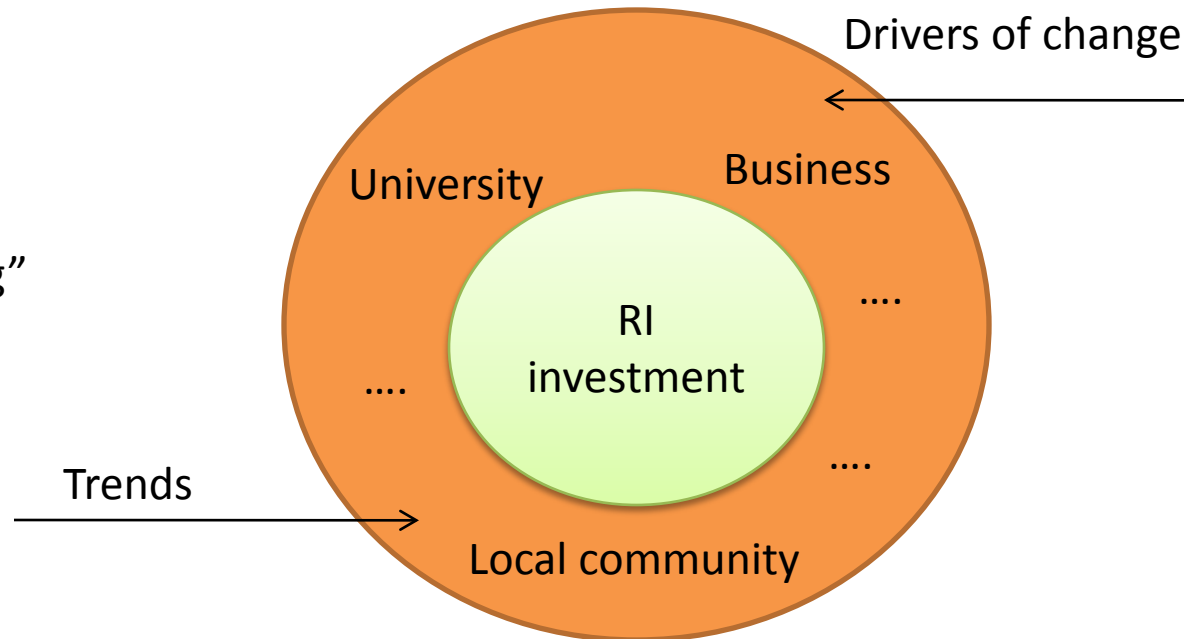 Drivers of change
Business
University
g”
….
RI
investment
….
….
Trends
Local community